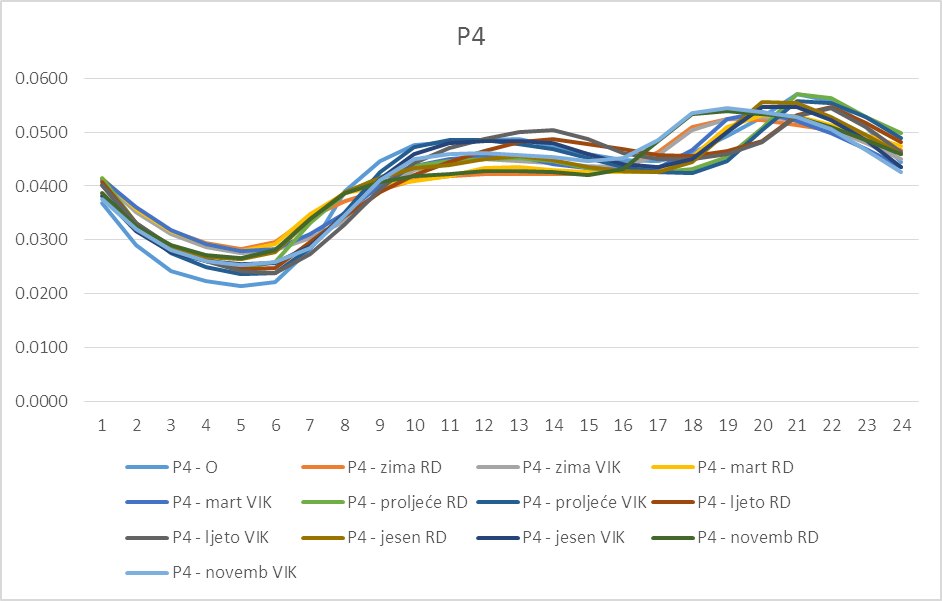 P4
0.0600
0.0500
0.0400
0.0300
0.0200
0.0100
0.0000
1 2 3 4 5 6 7 8 9 10 11 12 13 14 15 16 17 18 19 20 21 22 23 24
P4 - O P4 - zima RD P4 - zima VIK P4 - mart RD
P4 - mart VIK P4 - proljeće RD P4 - proljeće VIK P4 - ljeto RD
P4 - ljeto VIK P4 - jesen RD P4 - jesen VIK P4 - novemb RD
P4 - novemb VIK